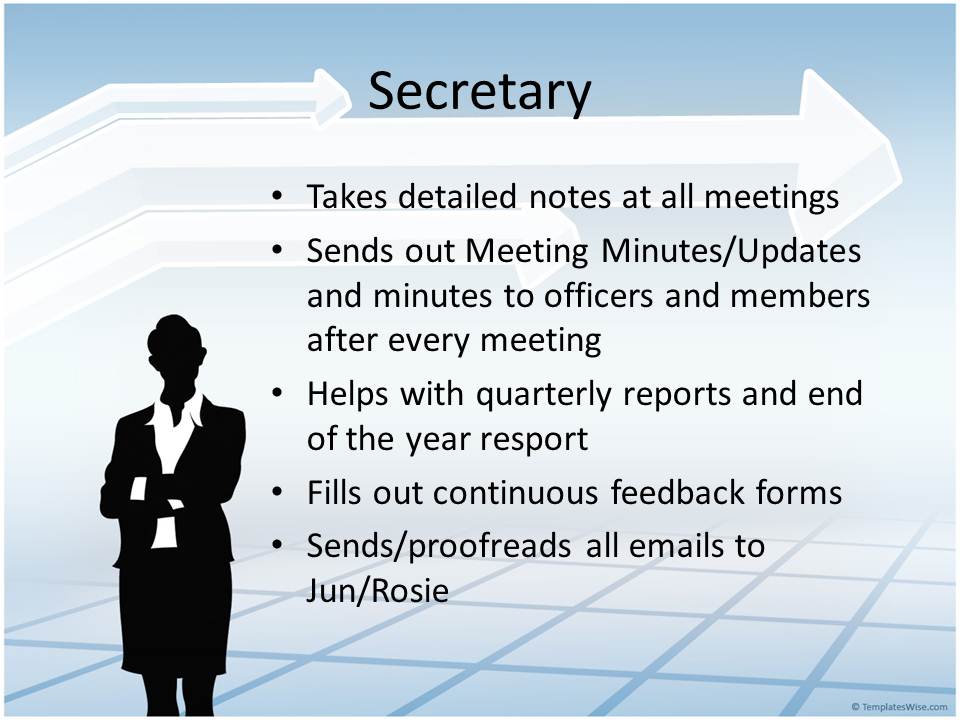 Secretary
• Takes detailed notes at all meetings
• Sends out Meeting Minutes/Updates
and minutes to officers and members
after every meeting
• Helps with quarterly reports and end
of the year resport
• Fills out continuous feedback forms
• Sends/proofreads all emails to
Jun/Rosie
© TemplatesWise.com